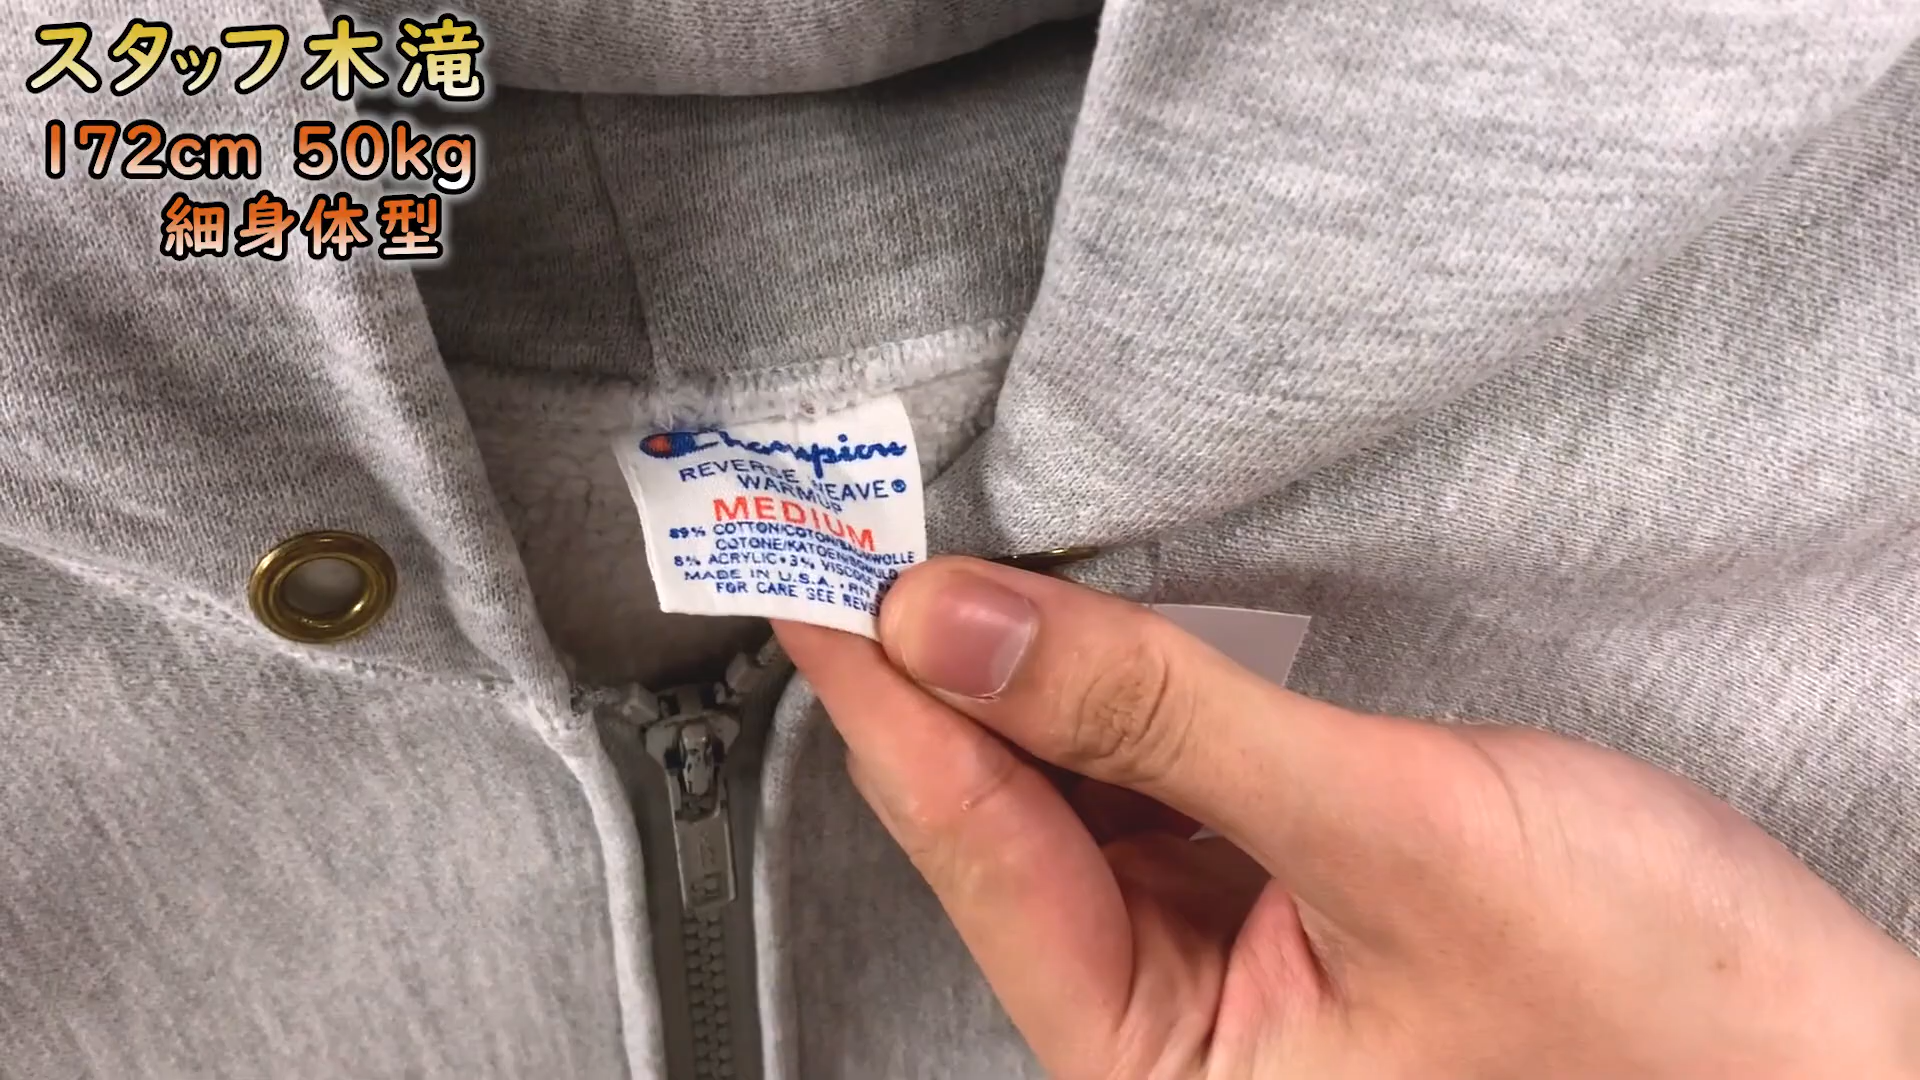 スタッフ木滝
172cm 50kg
細身体型
Champion
REVERSE WEAVE®
WARMUP
MEDIUM
89% COTTON/COTON/BAUMWOLLE
COTONE/KATOEN/BOMULD
8% ACRYLIC • 3% VISCOSE
MADE IN U.S.A. • RN
FOR CARE SEE